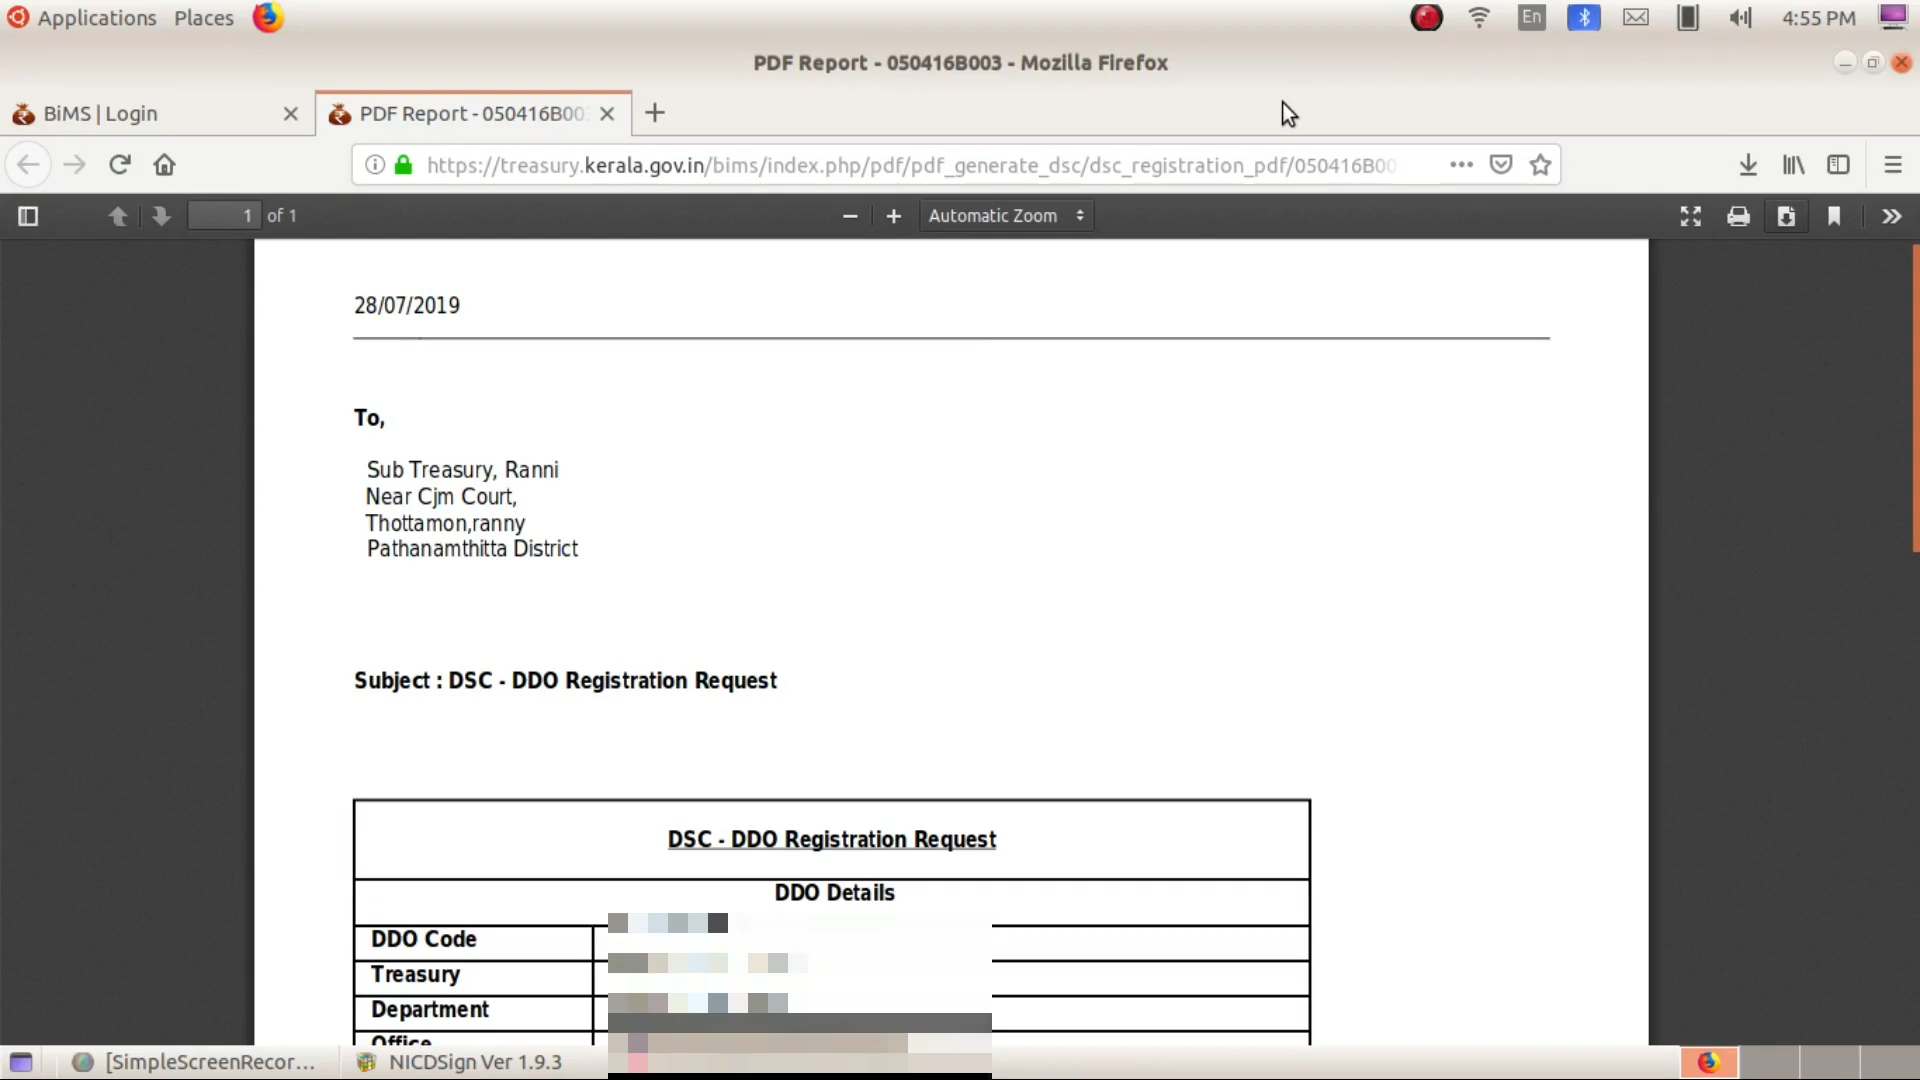 Applications Places En 4:55 PM
PDF Report - 050416B003 - Mozilla Firefox
BiMS | Login PDF Report - 050416B00
https://treasury.kerala.gov.in/bims/index.php/pdf/pdf_generate_dsc/dsc_registration_pdf/050416B00
1 of 1 Automatic Zoom
28/07/2019
To,
Sub Treasury, Ranni
Near Cjm Court,
Thottamon,ranny
Pathanamthitta District
Subject : DSC - DDO Registration Request
DSC - DDO Registration Request
DDO Details
DDO Code
Treasury
Department
Office
[SimpleScreenRecor... NICDSign Ver 1.9.3